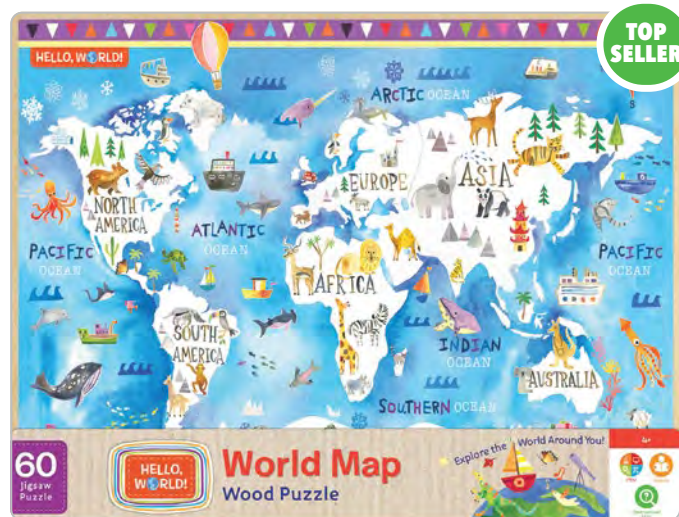 TOP
SELLER
HELLO, WORLD!
ARCTIC OCEAN
EUROPE
ASIA
NORTH
AMERICA
ATLANTIC
OCEAN
PACIFIC
OCEAN
PACIFIC
OCEAN
AFRICA
SOUTH
AMERICA
INDIAN
OCEAN
AUSTRALIA
SOUTHERN OCEAN
60
Jigsaw
Puzzle
HELLO,
WORLD!
World Map
Wood Puzzle
Explore the World Around You!
4+